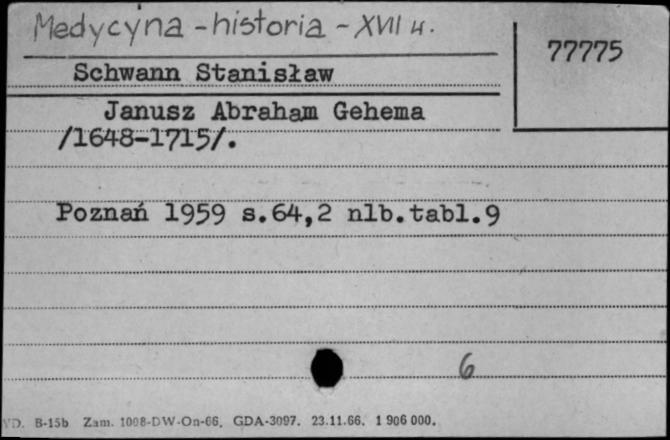 Medycyna - historia - XVII w.
77775
Schwann Stanisław
Janusz Abraham Gehema
/1648-1715/.
Poznań 1959 s.64,2 nlb.tabl.9
6
D. B-15b Zam. 1008-DW-On-66. GDA-3097. 23.11.66. 1 906 000.